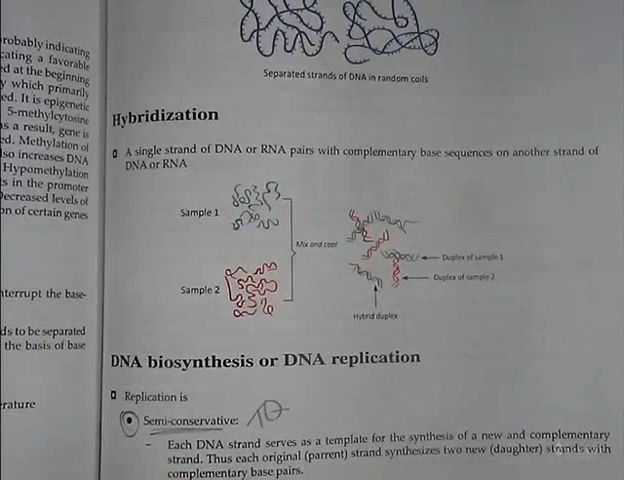 robably indicating
cating a favorable
ed at the beginning
y which primarily
ed. It is epigenetic
5-methylcytosine
as a result, gene is
ed. Methylation of
lso increases DNA
Hypomethylation
s in the promoter
Decreased levels of
on of certain genes
nterrupt the base-
ds to be separated
the basis of base
erature
Separated strands of DNA in random coils
Hybridization
A single strand of DNA or RNA pairs with complementary base sequences on another strand of
DNA or RNA
Sample 1
Mix and cool
Duplex of sample 1
Duplex of sample 2
Sample 2
Hybrid duplex
DNA biosynthesis or DNA replication
Replication is
Semi-conservative:
– Each DNA strand serves as a template for the synthesis of a new and complementary
strand. Thus each original (parrent) strand synthesizes two new (daughter) strands with
complementary base pairs.